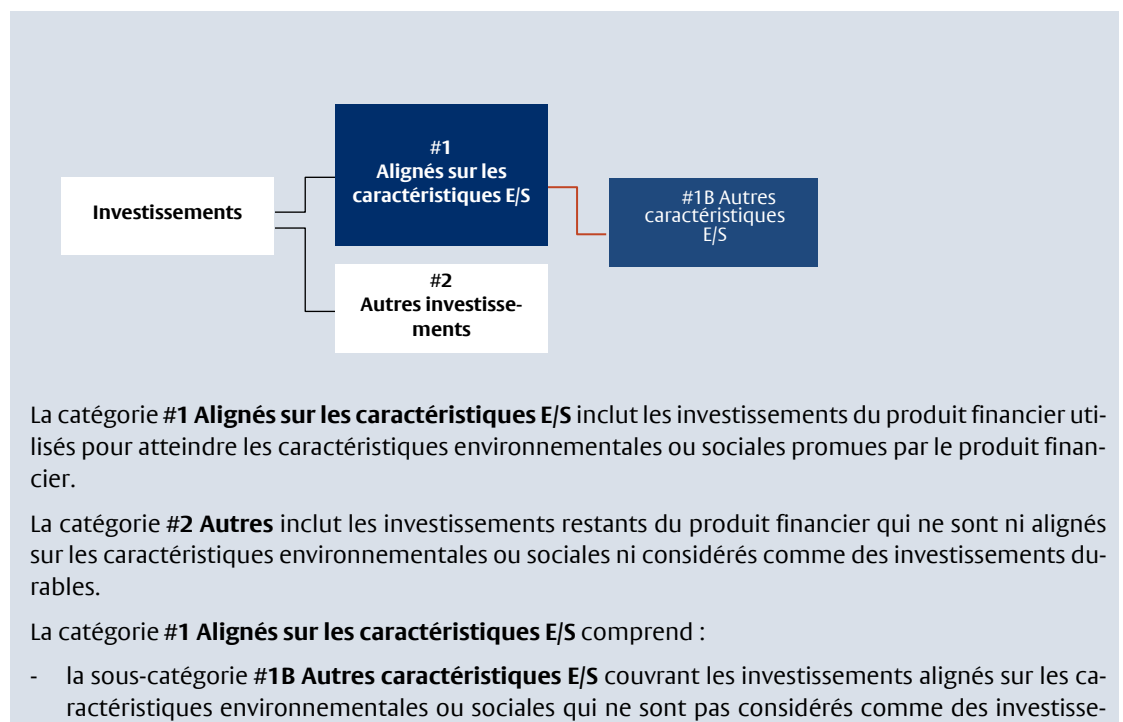 #1
Alignés sur les
caractéristiques E/S
Investissements
#1B Autres
caractéristiques
E/S
#2
Autres investisse-
ments
La catégorie #1 Alignés sur les caractéristiques E/S inclut les investissements du produit financier uti-
lisés pour atteindre les caractéristiques environnementales ou sociales promues par le produit finan-
cier.
La catégorie #2 Autres inclut les investissements restants du produit financier qui ne sont ni alignés
sur les caractéristiques environnementales ou sociales ni considérés comme des investissements du-
rables.
La catégorie #1 Alignés sur les caractéristiques E/S comprend :
- la sous-catégorie #1B Autres caractéristiques E/S couvrant les investissements alignés sur les ca-
ractéristiques environnementales ou sociales qui ne sont pas considérés comme des investisse-